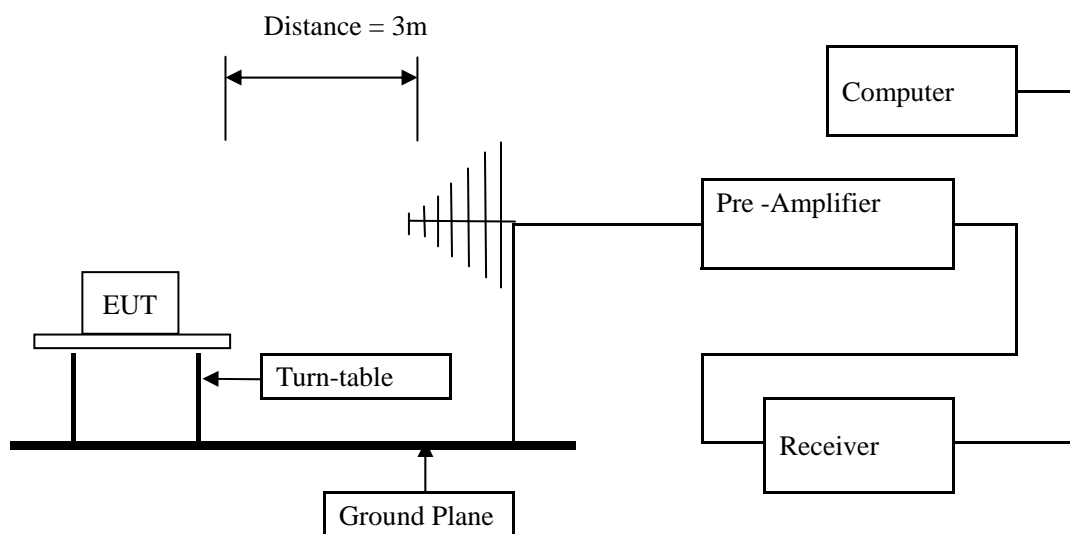 Distance = 3m
Computer
Pre -Amplifier
EUT
Turn-table
Receiver
Ground Plane